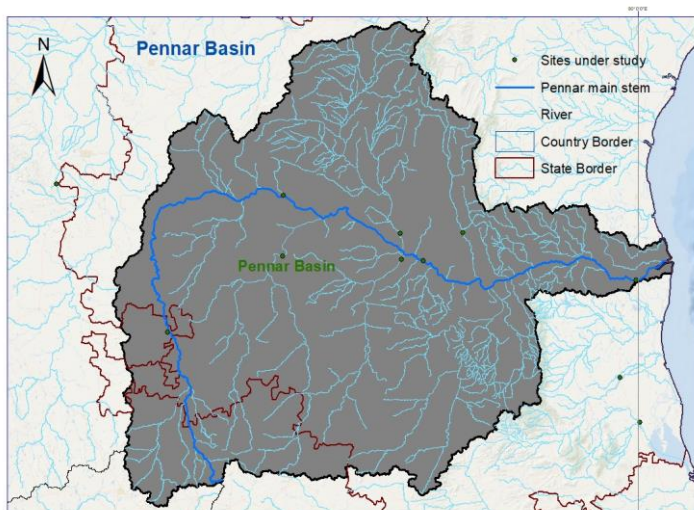 Pennar Basin
N
Sites under study
Pennar main stem
River
Country Border
State Border
Pennar Basin